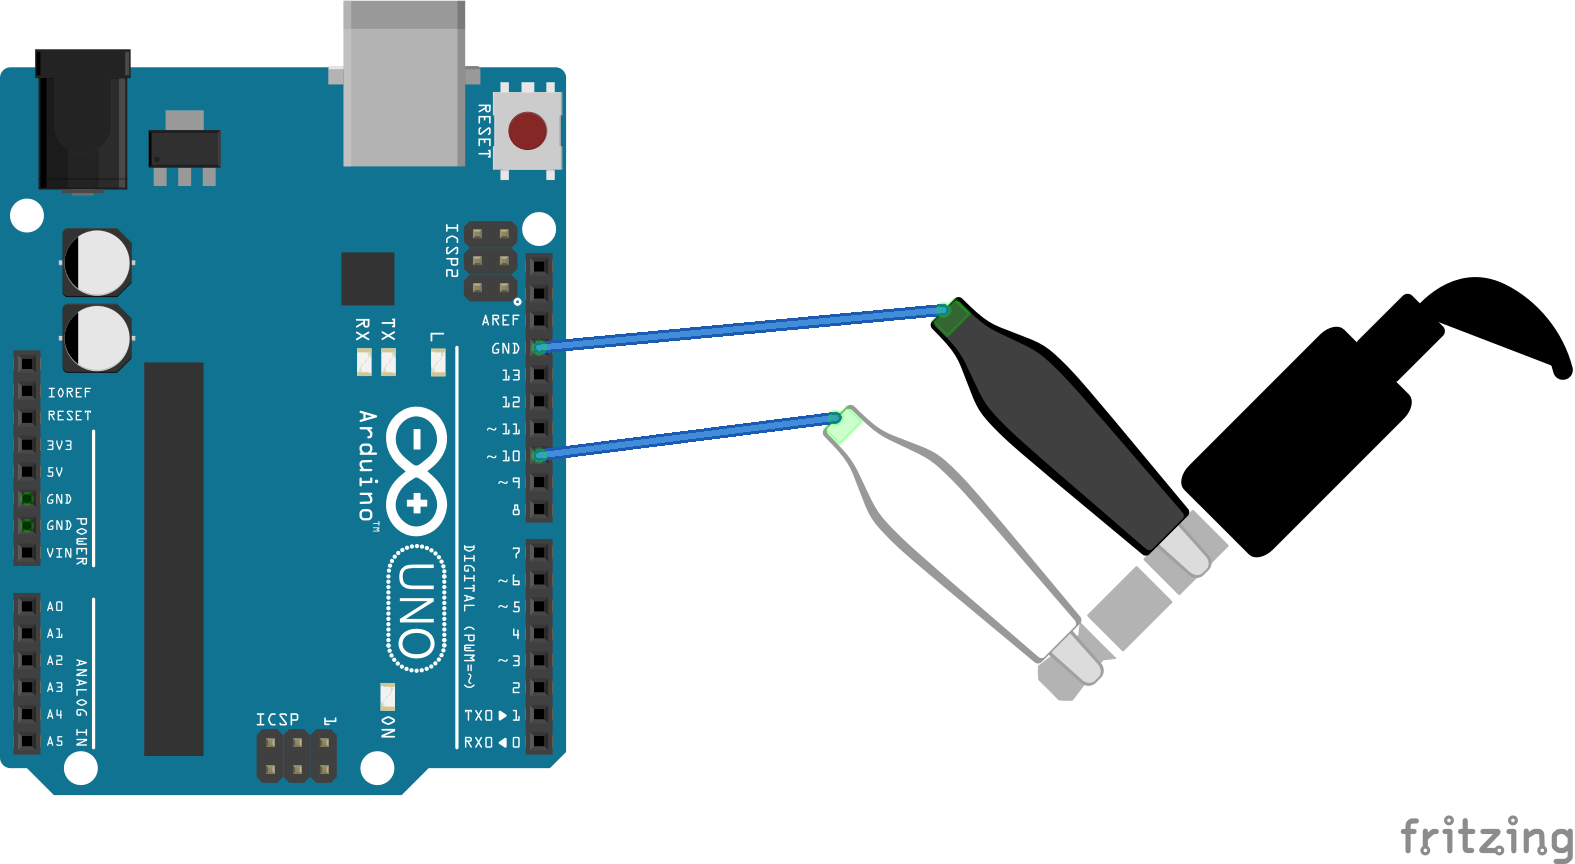 RESET
ICSP2
AREF
GND
13
12
~11
~10
~9
8
RX
TX
L
IOREF
RESET
3V3
5V
GND
GND
VIN
POWER
Arduino™
UNO
DIGITAL (PWM=~)
7
~6
~5
4
~3
2
TX0▶1
RX0◀0
A0
A1
A2
A3
A4
A5
ANALOG IN
ICSP
1
ON
fritzing